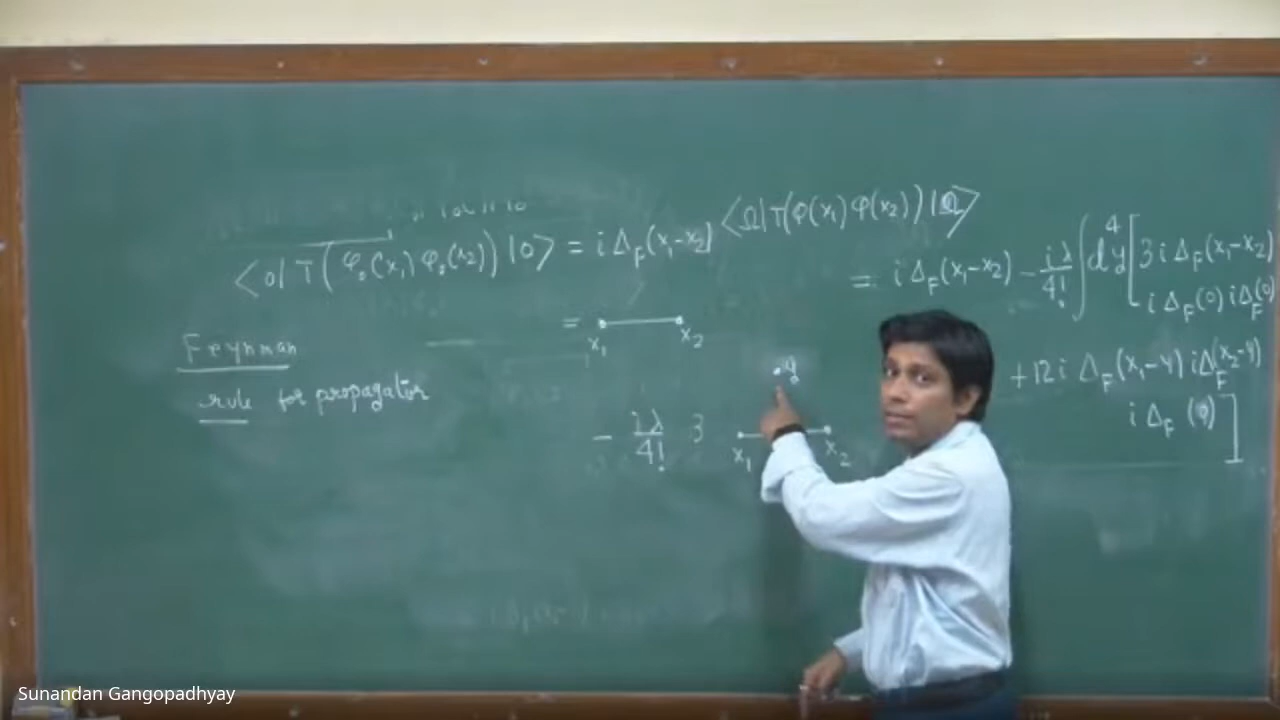 ⟨0|T(φ₀(x₁) φ₀(x₂))|0⟩ = i Δ_F(x₁-x₂)
= x₁ x₂
Feynman
rule for propagator
- iλ/4! 3 x₁ x₂
y
⟨Ω|T(φ(x₁) φ(x₂))|Ω⟩
= i Δ_F(x₁-x₂) - iλ/4! ∫d⁴y[3 i Δ_F(x₁-x₂)
i Δ_F(0) i Δ_F(0)
+12 i Δ_F(x₁-y) i Δ_F(x₂-y)
i Δ_F(0)]
Sunandan Gangopadhyay